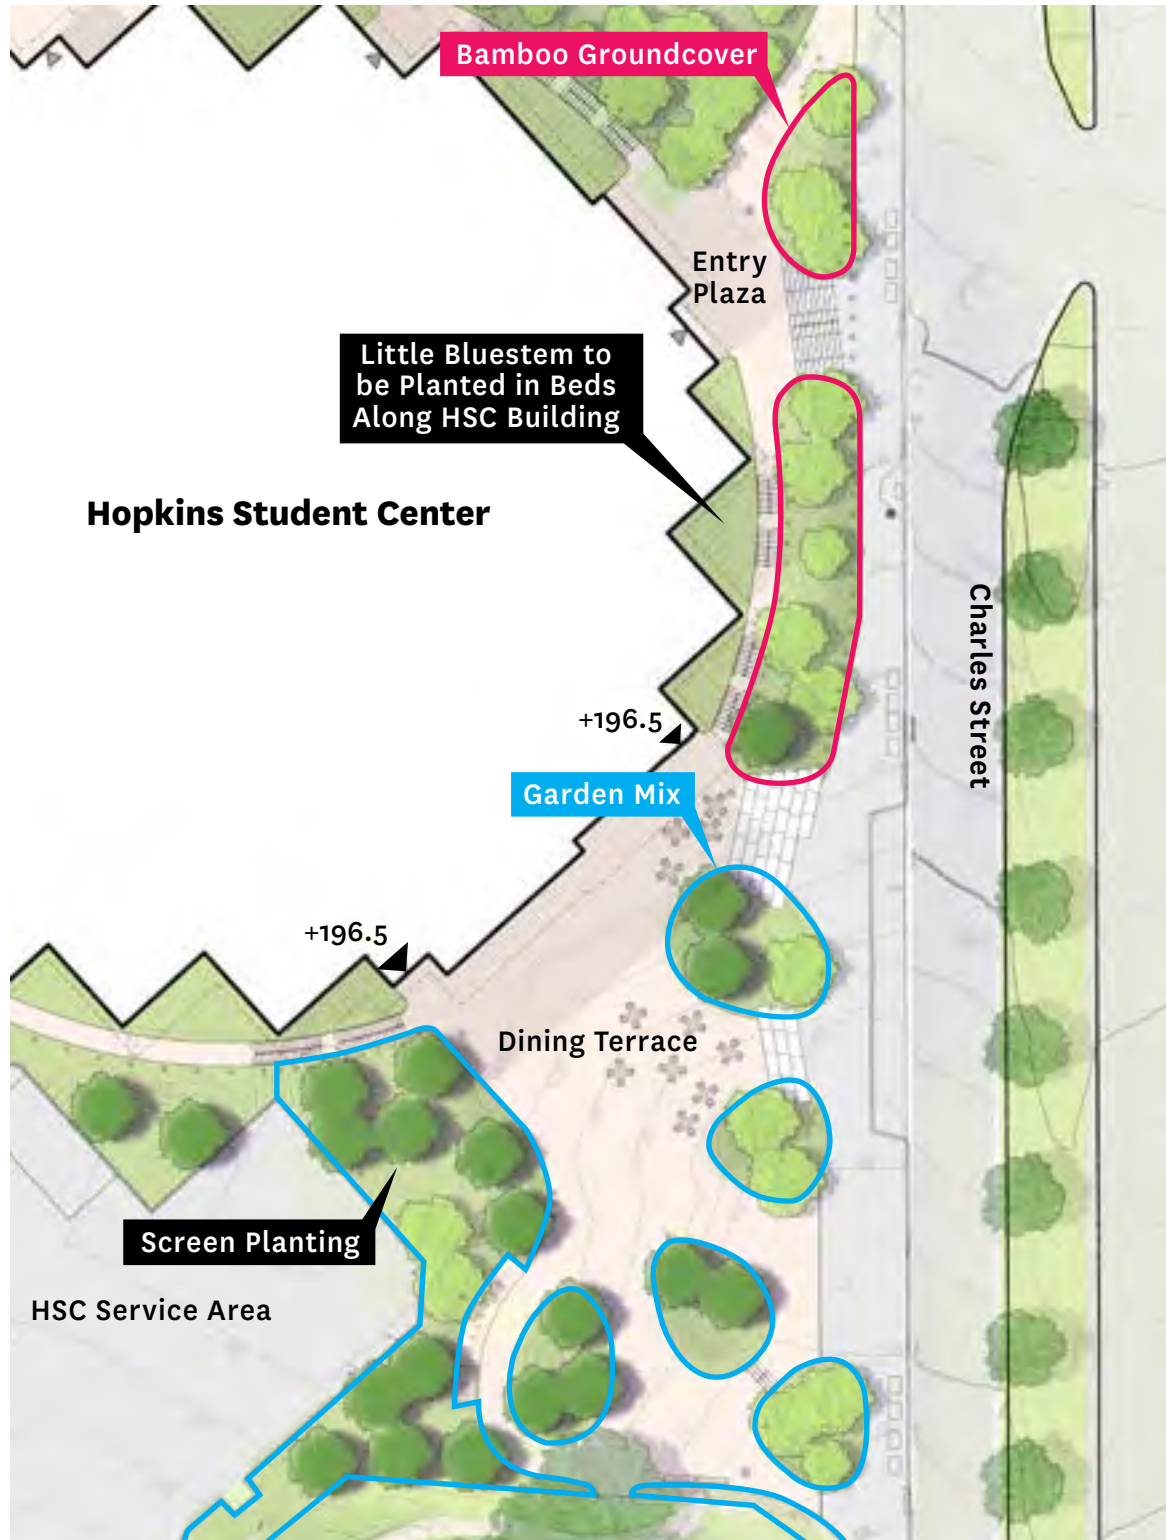 Bamboo Groundcover
Entry
Plaza
Little Bluestem to
be Planted in Beds
Along HSC Building
Hopkins Student Center
Charles Street
+196.5
Garden Mix
+196.5
Dining Terrace
Screen Planting
HSC Service Area